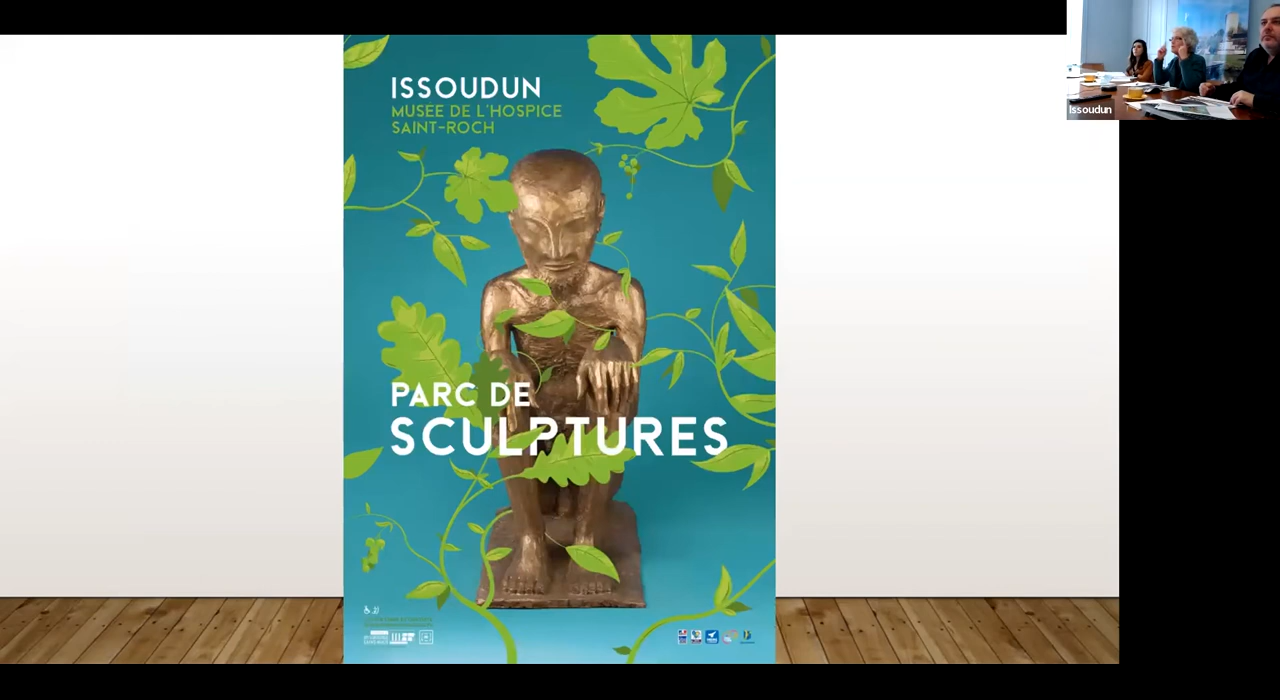 ISSOUDUN
MUSEE DE L'HOSPICE
SAINT-ROCH
PARC DE
SCULPTURES
Issoudun